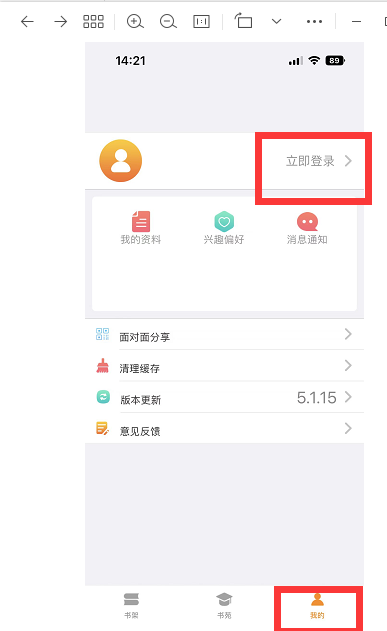 14:21
89
立即登录
我的资料 兴趣偏好 消息通知
面对面分享
清理缓存
版本更新 5.1.15
意见反馈
书架 书苑 我的